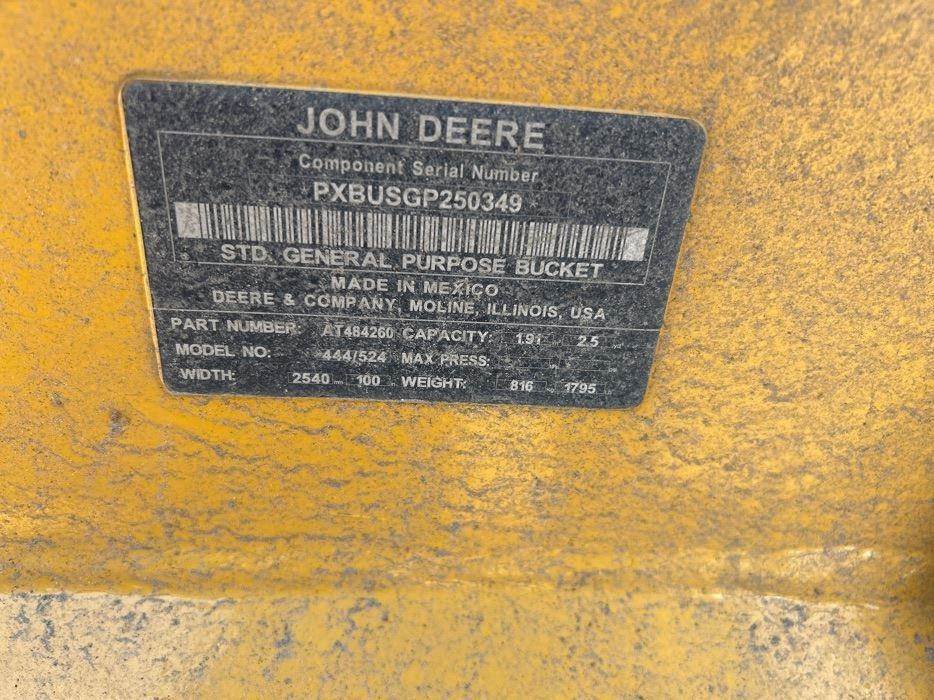 JOHN DEERE
Component Serial Number
PXBUSGP250349
STD. GENERAL PURPOSE BUCKET
MADE IN MEXICO
DEERE & COMPANY, MOLINE, ILLINOIS, USA
PART NUMBER: AT484260 CAPACITY: 1.91 2.5
MODEL NO: 444/524 MAX PRESS:
WIDTH: 2540 100 WEIGHT: 816 1795